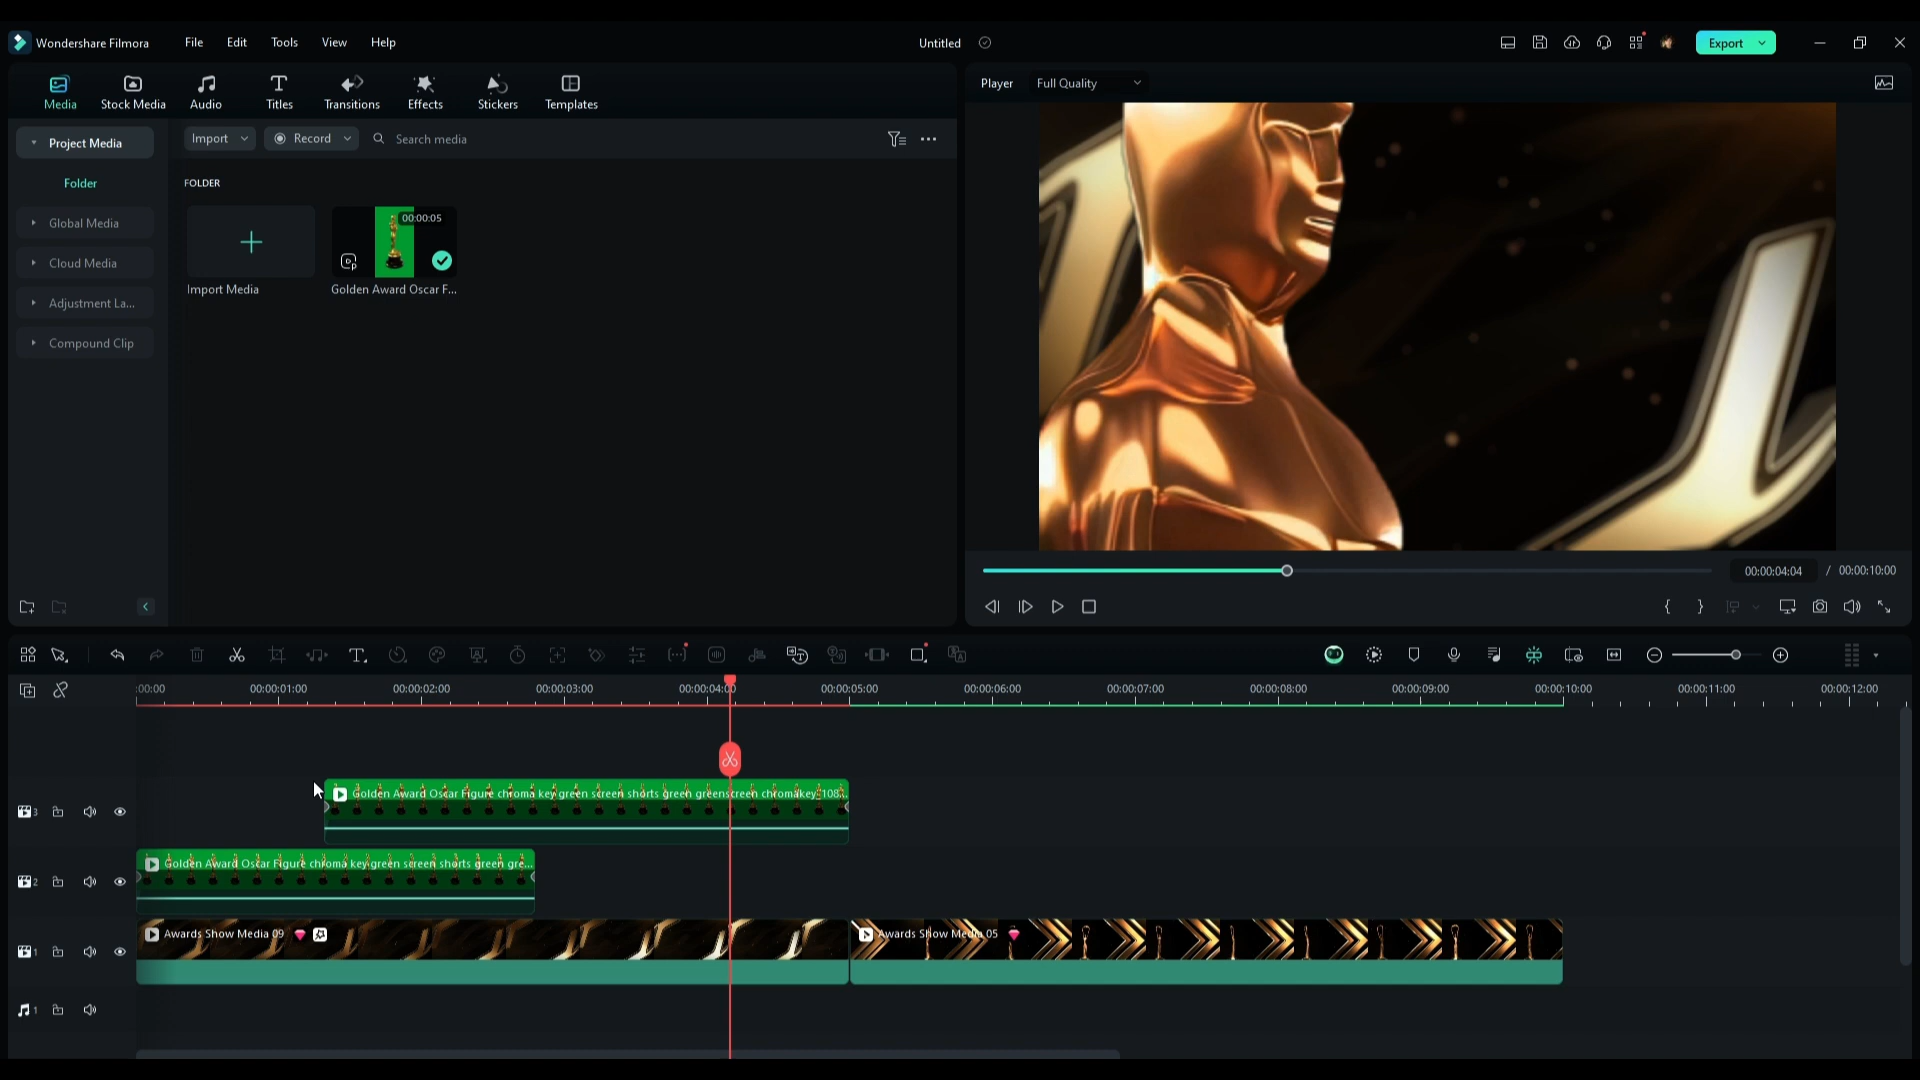 Wondershare Filmora File Edit Tools View Help Untitled Export
Media Stock Media Audio Titles Transitions Effects Stickers Templates
Player Full Quality
Project Media
Folder
Global Media
Cloud Media
Adjustment La...
Compound Clip
Import Record Search media
FOLDER
00:00:05
Import Media Golden Award Oscar F...
00:00:04:04 / 00:00:10:00
:00:00 00:00:01:00 00:00:02:00 00:00:03:00 00:00:04:00 00:00:05:00 00:00:06:00 00:00:07:00 00:00:08:00 00:00:09:00 00:00:10:00 00:00:11:00 00:00:12:00
Golden Award Oscar Figure chroma key green screen shorts green greenscreen chromakey_108...
3
Golden Award Oscar Figure chroma key green screen shorts green gre...
2
Awards Show Media 09 Awards Show Media 05
1
1